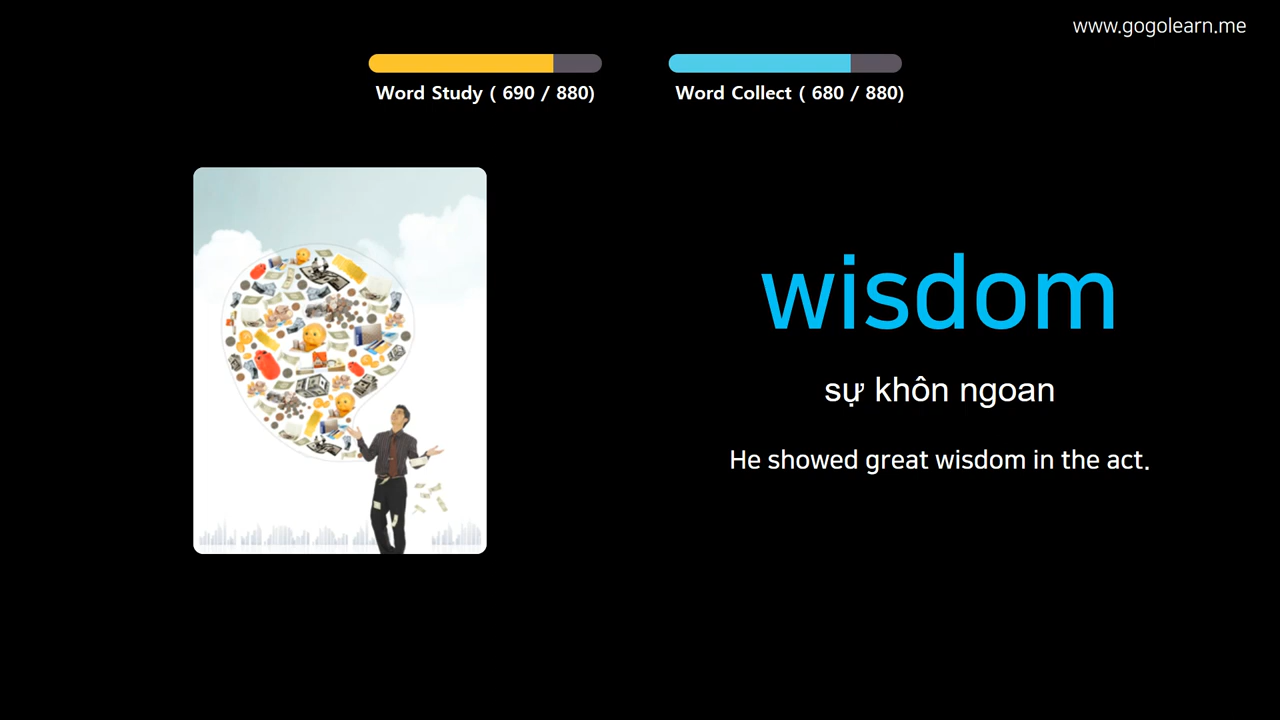 www.gogolearn.me
Word Study ( 690 / 880)
Word Collect ( 680 / 880)
wisdom
sự khôn ngoan
He showed great wisdom in the act.